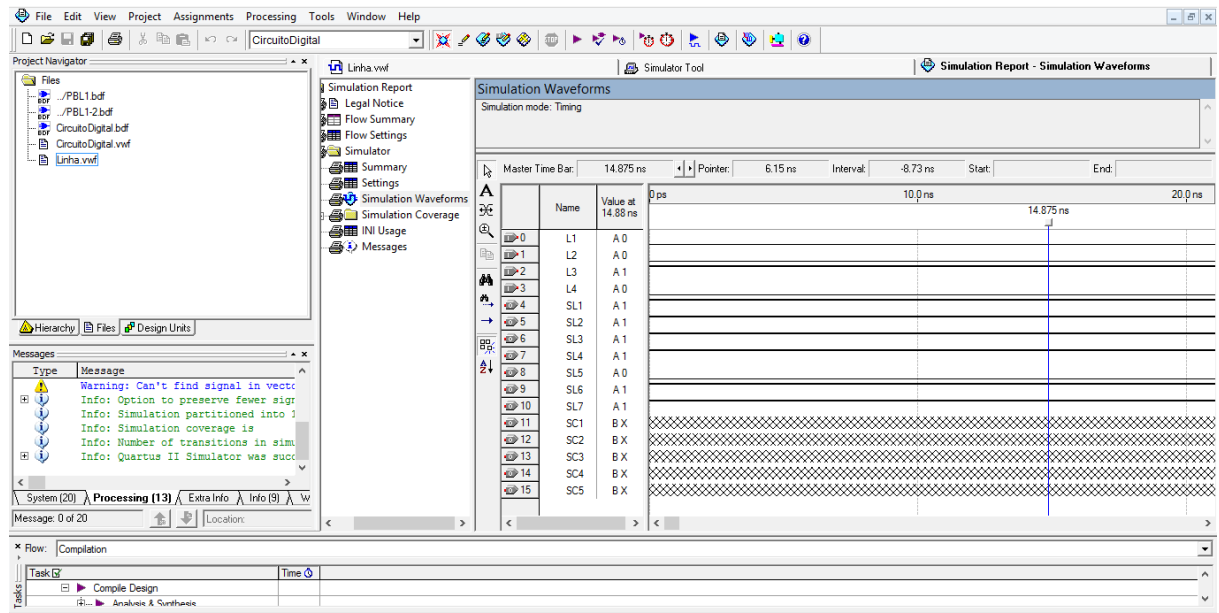 File Edit View Project Assignments Processing Tools Window Help
CircuitoDigital
Project Navigator
Files
../PBL1.bdf
../PBL1-2.bdf
CircuitoDigital.bdf
CircuitoDigital.vwf
Linha.vwf
Hierarchy Files Design Units
Messages
Type Message
Warning: Can't find signal in vecto
Info: Option to preserve fewer sign
Info: Simulation partitioned into 1
Info: Simulation coverage is
Info: Number of transitions in simu
Info: Quartus II Simulator was succ
System (20) Processing (13) Extra Info Info (9) W
Message: 0 of 20 Location:
Linha.vwf Simulator Tool Simulation Report - Simulation Waveforms
Simulation Report
Legal Notice
Flow Summary
Flow Settings
Simulator
Summary
Settings
Simulation Waveforms
Simulation Coverage
INI Usage
Messages
Simulation Waveforms
Simulation mode: Timing
Master Time Bar: 14.875 ns Pointer: 6.15 ns Interval: -8.73 ns Start: End:
Name Value at 14.88 ns 0 ps 10.0 ns 20.0 ns
14.875 ns
0 L1 A 0
1 L2 A 0
2 L3 A 1
3 L4 A 0
4 SL1 A 1
5 SL2 A 1
6 SL3 A 1
7 SL4 A 1
8 SL5 A 0
9 SL6 A 1
10 SL7 A 1
11 SC1 B X
12 SC2 B X
13 SC3 B X
14 SC4 B X
15 SC5 B X
Flow: Compilation
Tasks
Task Time
Compile Design
Analysis & Synthesis